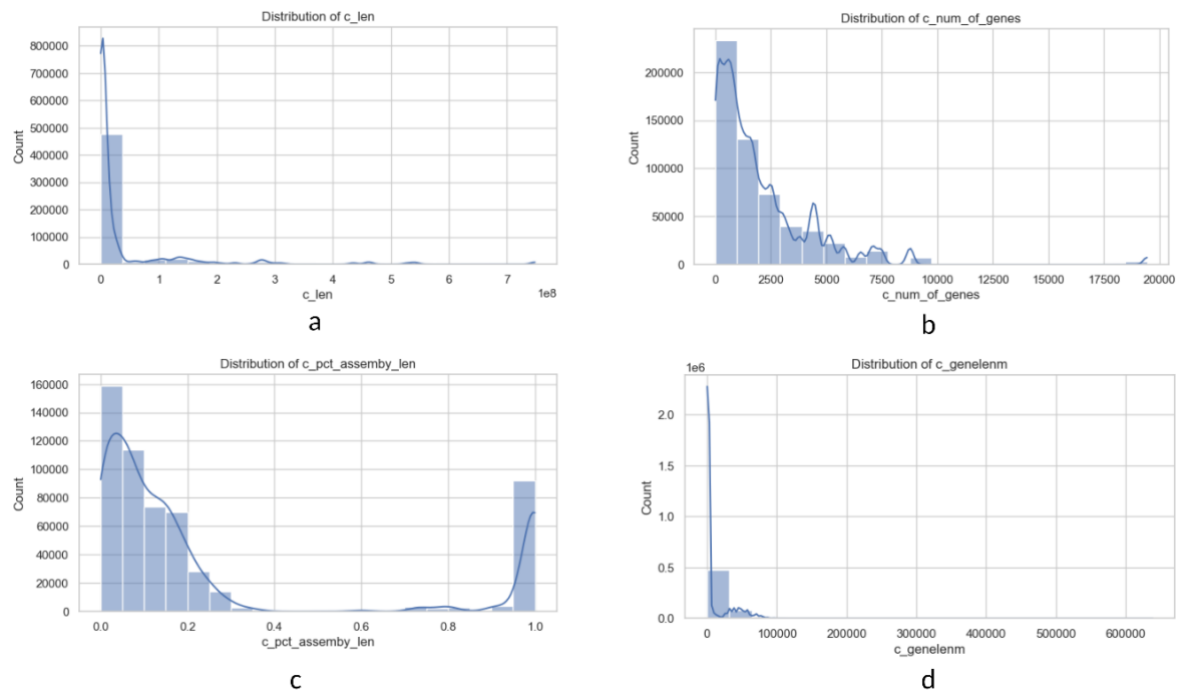 Distribution of c_len
800000
700000
600000
500000
400000
300000
200000
100000
0
Count
0 1 2 3 4 5 6 7
1e8
c_len
a
Distribution of c_num_of_genes
200000
150000
100000
50000
0
Count
0 2500 5000 7500 10000 12500 15000 17500 20000
c_num_of_genes
b
Distribution of c_pct_assemby_len
160000
140000
120000
100000
80000
60000
40000
20000
0
Count
0.0 0.2 0.4 0.6 0.8 1.0
c_pct_assemby_len
c
Distribution of c_genelenm
1e6
2.0
1.5
1.0
0.5
0.0
Count
0 100000 200000 300000 400000 500000 600000
c_genelenm
d